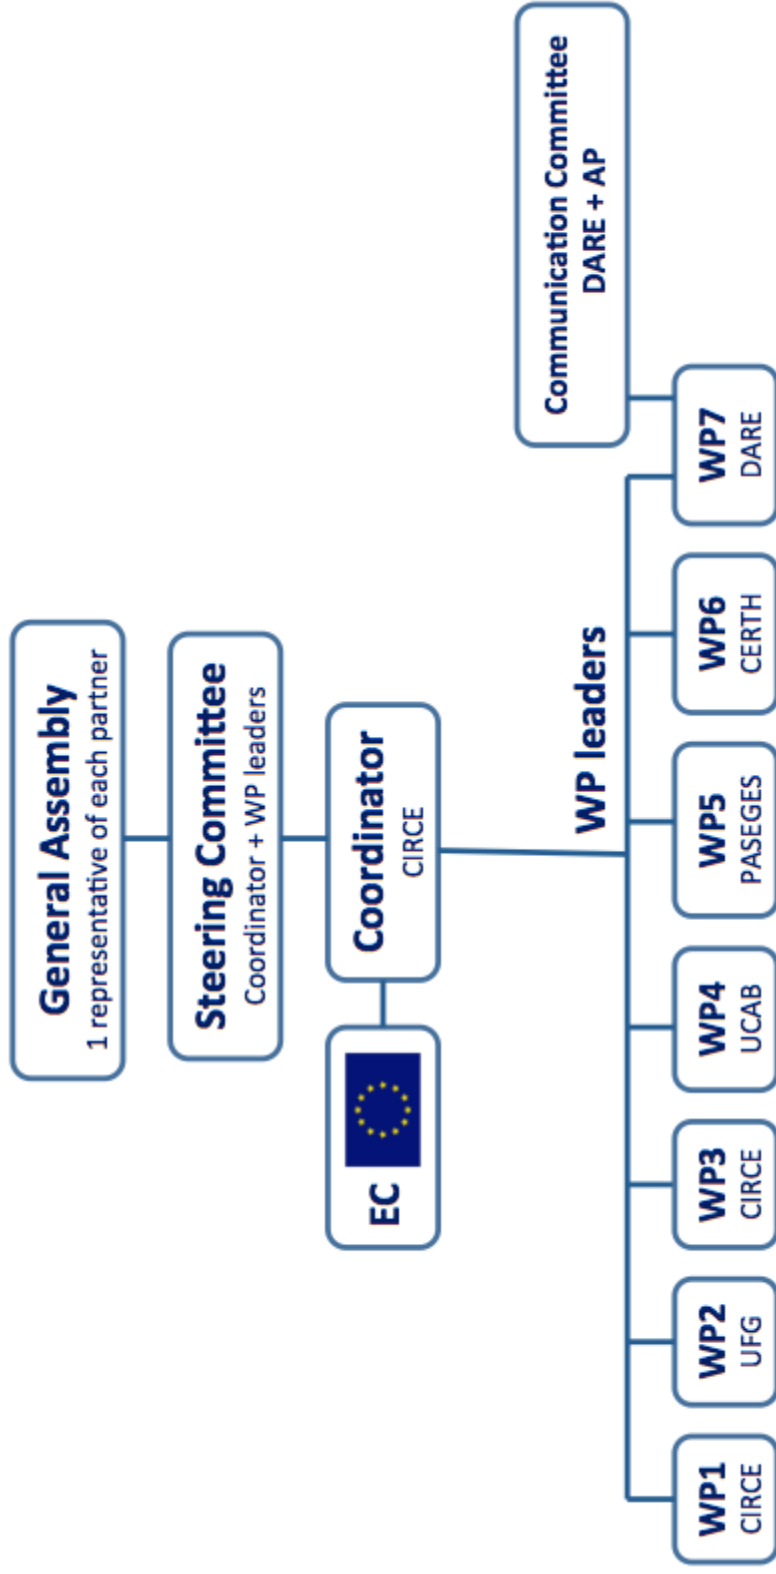 General Assembly
1 representative of each partner
Steering Committee
Coordinator + WP leaders
EC
Coordinator
CIRCE
WP leaders
Communication Committee
DARE + AP
WP1
CIRCE
WP2
UFG
WP3
CIRCE
WP4
UCAB
WP5
PASEGES
WP6
CERTH
WP7
DARE